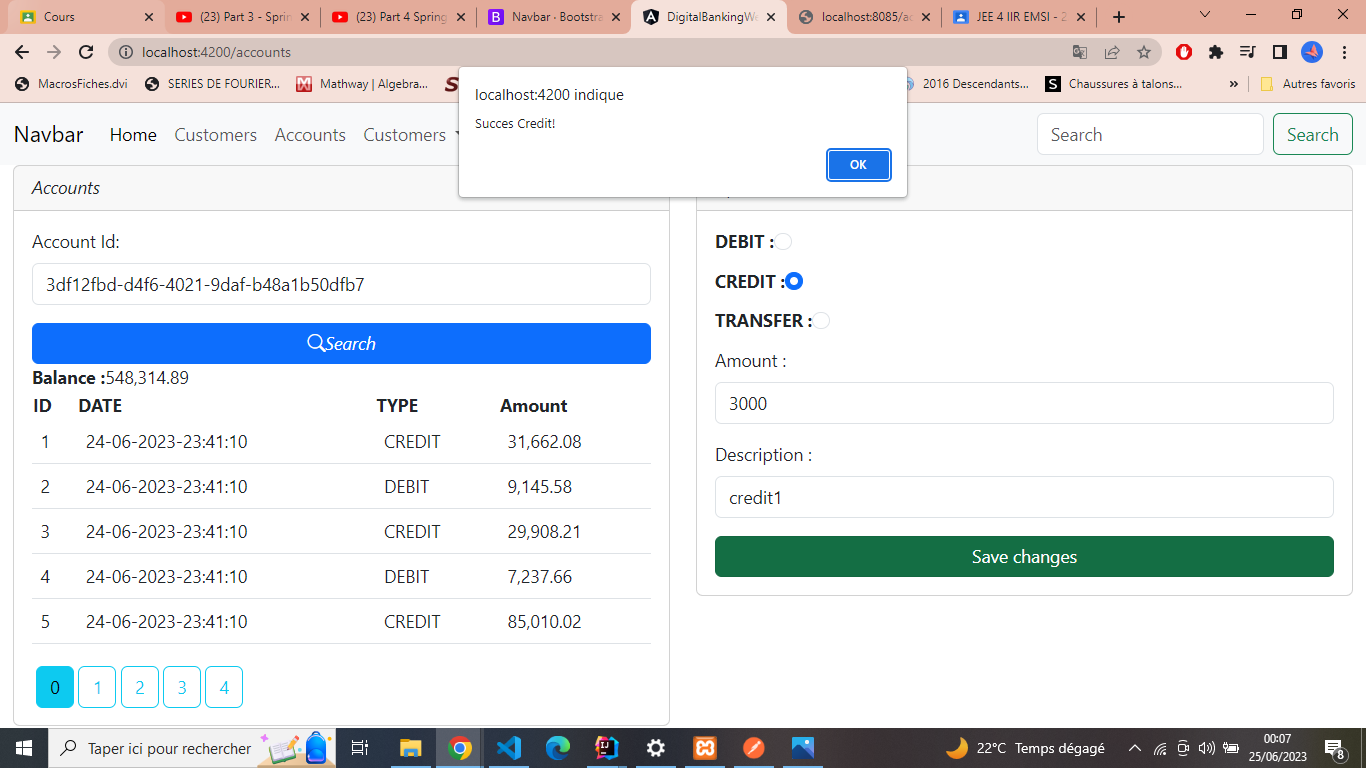 Cours
(23) Part 3 - Sprin
(23) Part 4 Spring
Navbar · Bootstra
DigitalBankingWe
localhost:8085/ac
JEE 4 IIR EMSI - 2
localhost:4200/accounts
MacrosFiches.dvi
SERIES DE FOURIER...
Mathway | Algebra...
2016 Descendants...
Chaussures à talons...
»
Autres favoris
localhost:4200 indique
Succes Credit!
OK
Navbar
Home
Customers
Accounts
Customers
Search
Search
Accounts
Account Id:
3df12fbd-d4f6-4021-9daf-b48a1b50dfb7
Search
Balance :548,314.89
ID DATE TYPE Amount
1 24-06-2023-23:41:10 CREDIT 31,662.08
2 24-06-2023-23:41:10 DEBIT 9,145.58
3 24-06-2023-23:41:10 CREDIT 29,908.21
4 24-06-2023-23:41:10 DEBIT 7,237.66
5 24-06-2023-23:41:10 CREDIT 85,010.02
0 1 2 3 4
DEBIT :
CREDIT :
TRANSFER :
Amount :
3000
Description :
credit1
Save changes
Taper ici pour rechercher
22°C Temps dégagé
00:07
25/06/2023
8